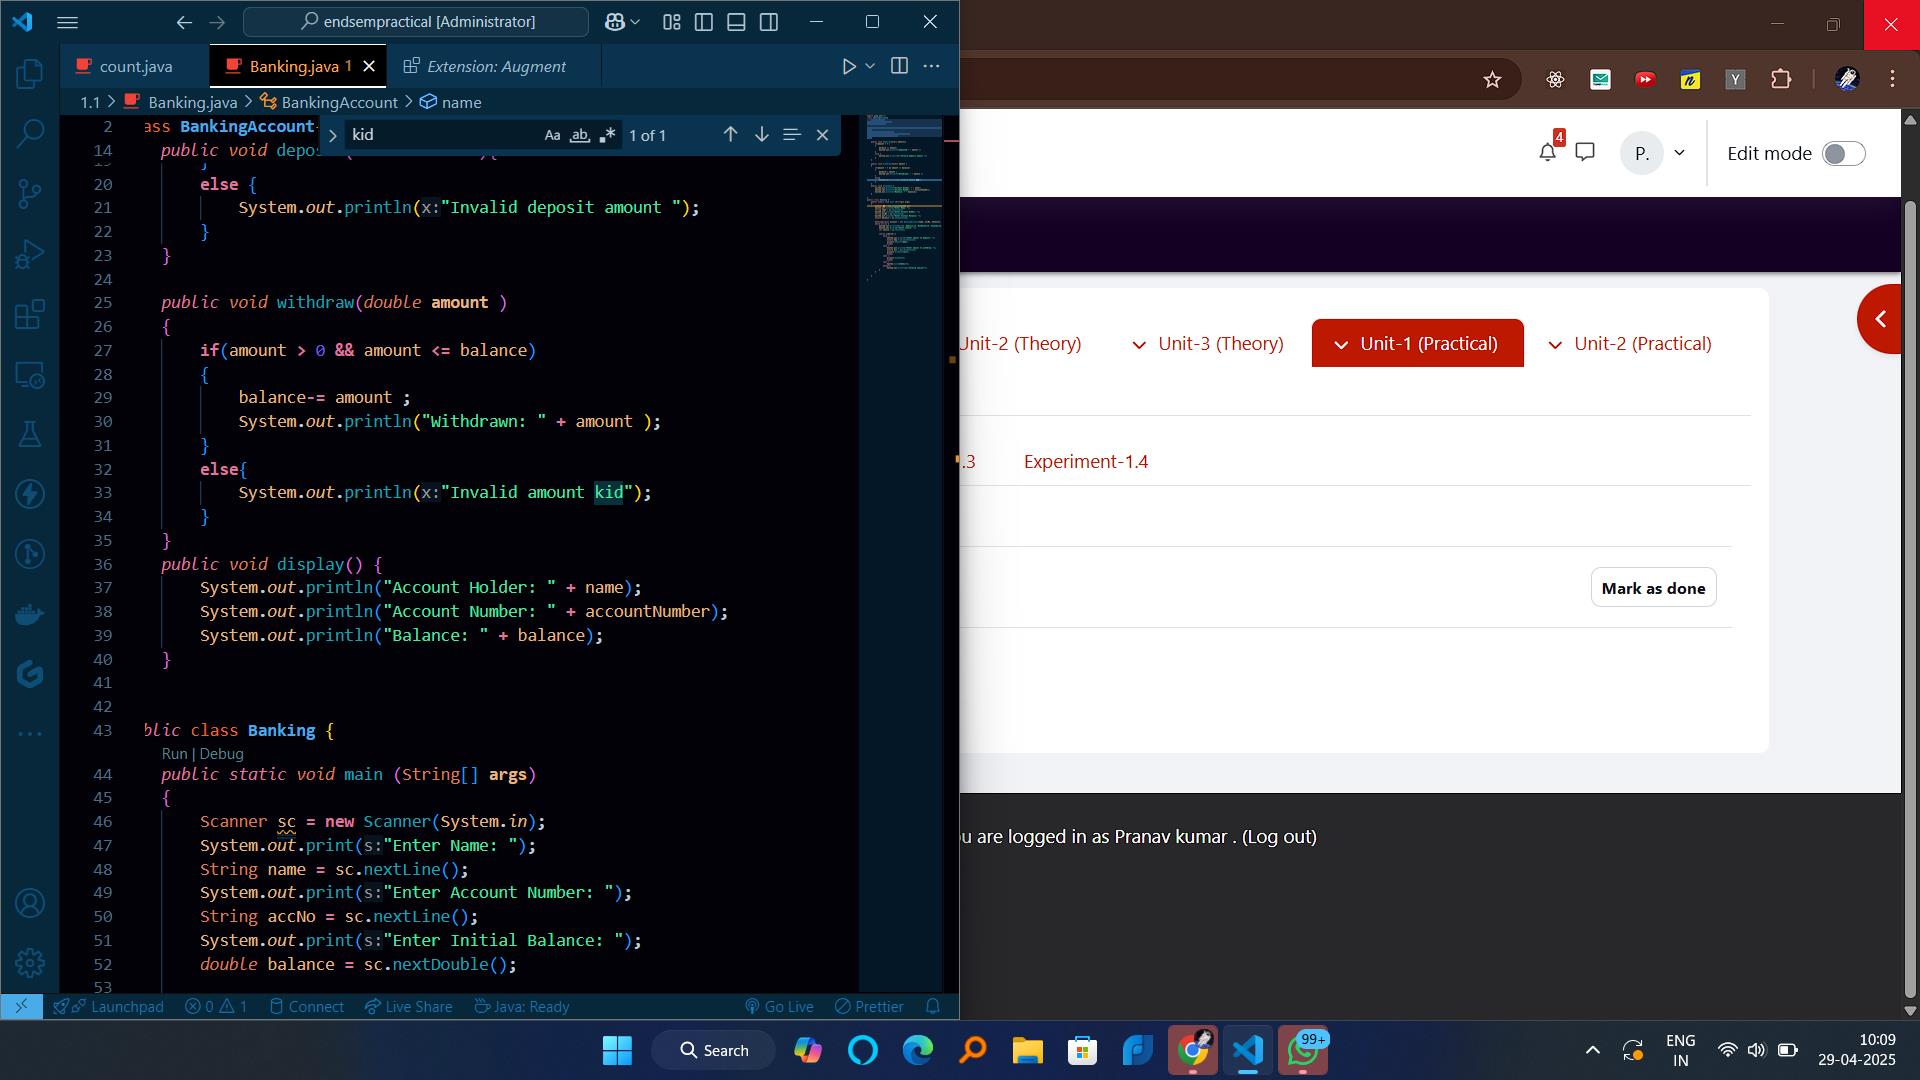 endsempractical [Administrator]
count.java
Banking.java 1
Extension: Augment
1.1 > Banking.java > BankingAccount > name
kid
Aa ab .*
1 of 1
2 ass BankingAccount
14 public void depos
20 else {
21 System.out.println(x:"Invalid deposit amount ");
22 }
23 }
24
25 public void withdraw(double amount )
26 {
27 if(amount > 0 && amount <= balance)
28 {
29 balance-= amount ;
30 System.out.println("Withdrawn: " + amount );
31 }
32 else{
33 System.out.println(x:"Invalid amount kid");
34 }
35 }
36 public void display() {
37 System.out.println("Account Holder: " + name);
38 System.out.println("Account Number: " + accountNumber);
39 System.out.println("Balance: " + balance);
40 }
41
42
43 blic class Banking {
Run | Debug
44 public static void main (String[] args)
45 {
46 Scanner sc = new Scanner(System.in);
47 System.out.print(s:"Enter Name: ");
48 String name = sc.nextLine();
49 System.out.print(s:"Enter Account Number: ");
50 String accNo = sc.nextLine();
51 System.out.print(s:"Enter Initial Balance: ");
52 double balance = sc.nextDouble();
53
Launchpad
0 1
Connect
Live Share
Java: Ready
Go Live
Prettier
4
P.
Edit mode
Unit-2 (Theory)
Unit-3 (Theory)
Unit-1 (Practical)
Unit-2 (Practical)
.3
Experiment-1.4
Mark as done
u are logged in as Pranav kumar . (Log out)
Search
99+
ENG
IN
10:09
29-04-2025